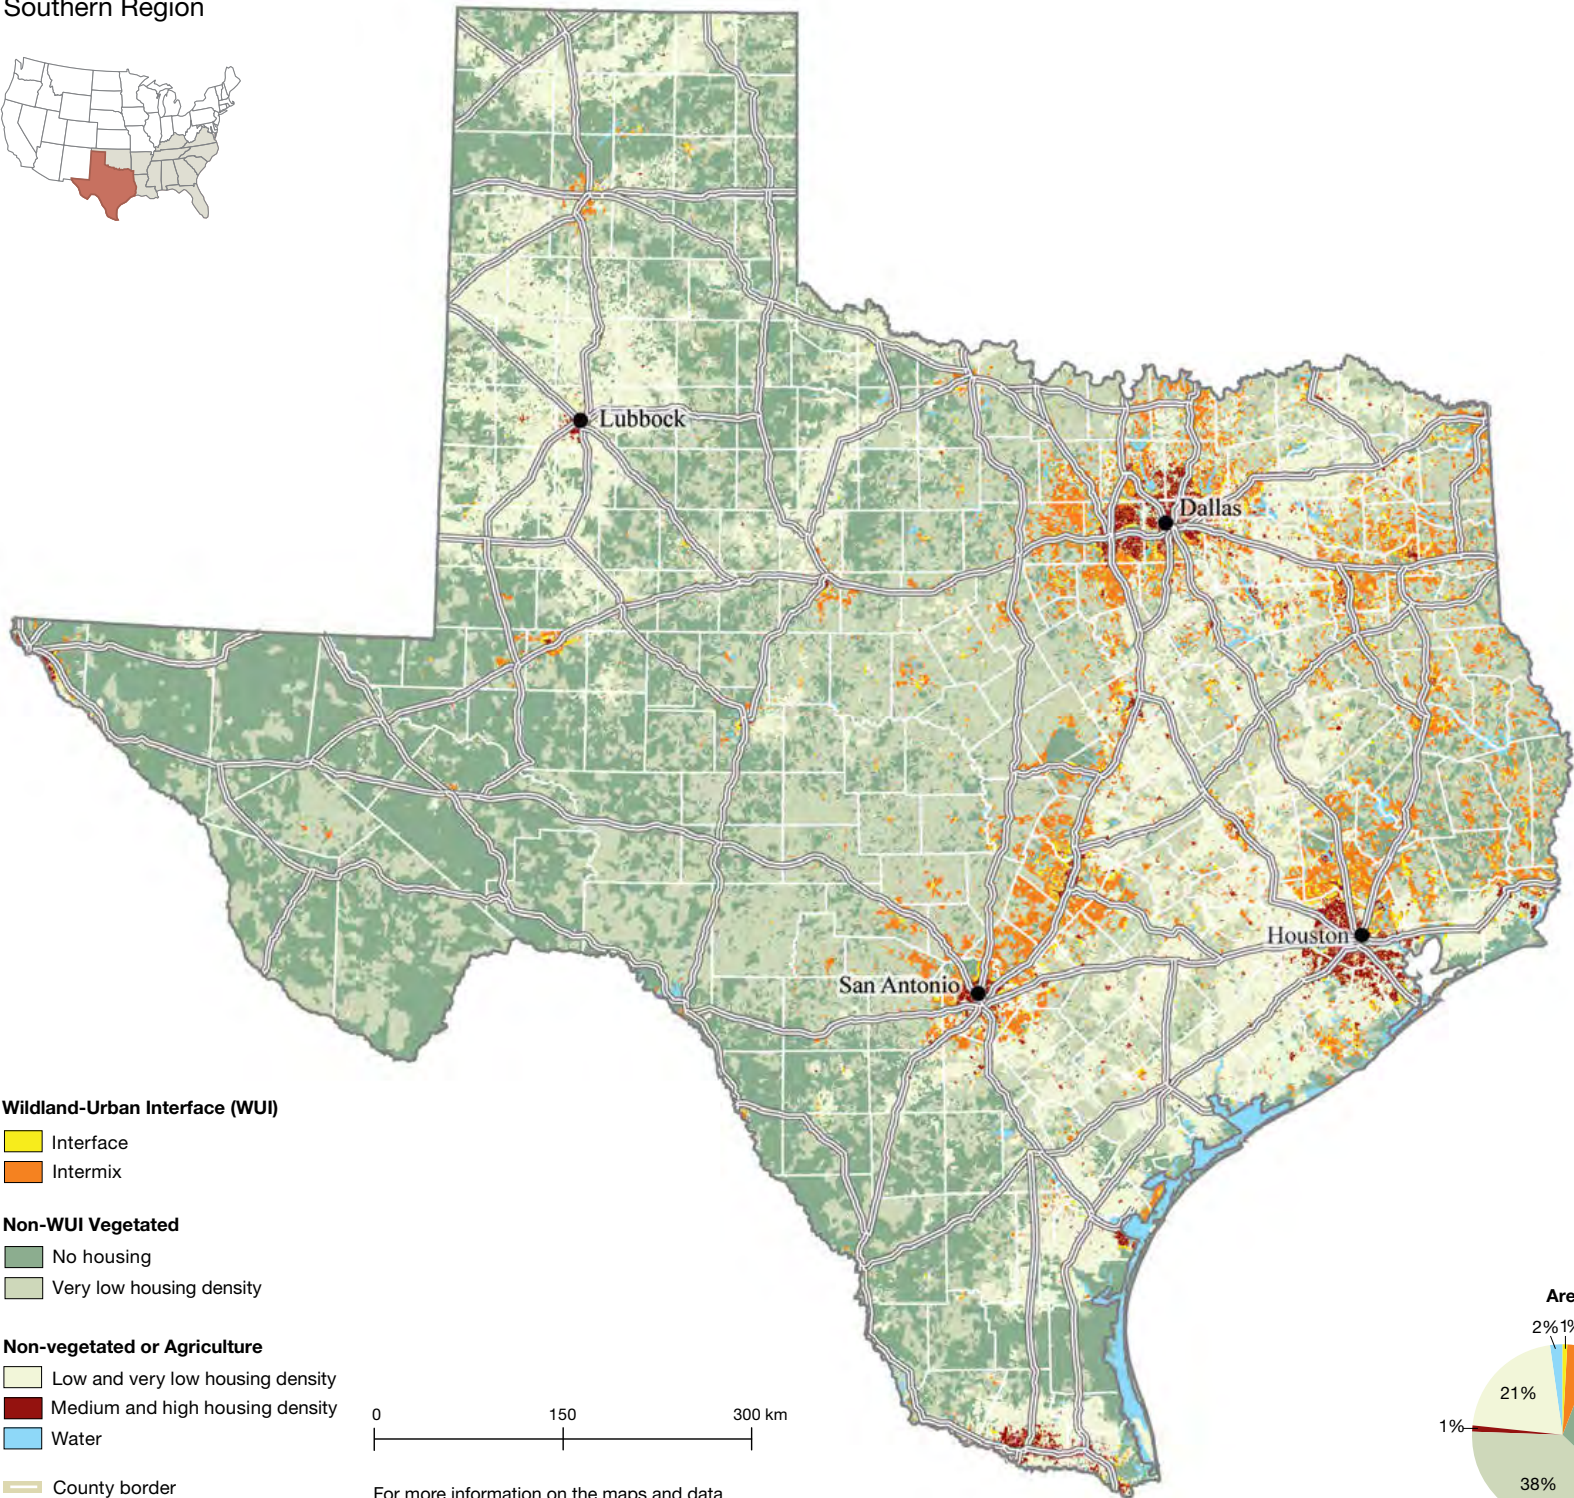 Southern Region
Lubbock
Dallas
Houston
San Antonio
Wildland-Urban Interface (WUI)
Interface
Intermix
Non-WUI Vegetated
No housing
Very low housing density
Non-vegetated or Agriculture
Low and very low housing density
Medium and high housing density
Water
County border
0 150 300 km
For more information on the maps and data
Are
2% 1%
21%
1%
38%